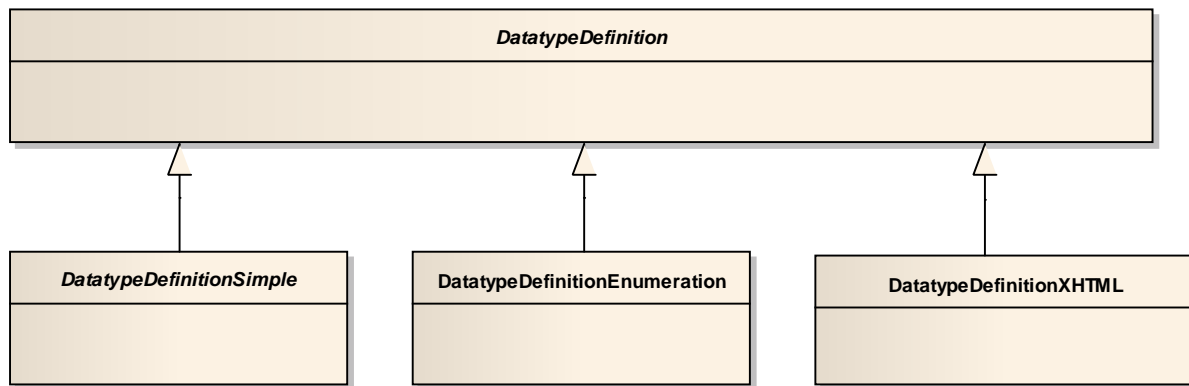 DatatypeDefinition
DatatypeDefinitionSimple
DatatypeDefinitionEnumeration
DatatypeDefinitionXHTML